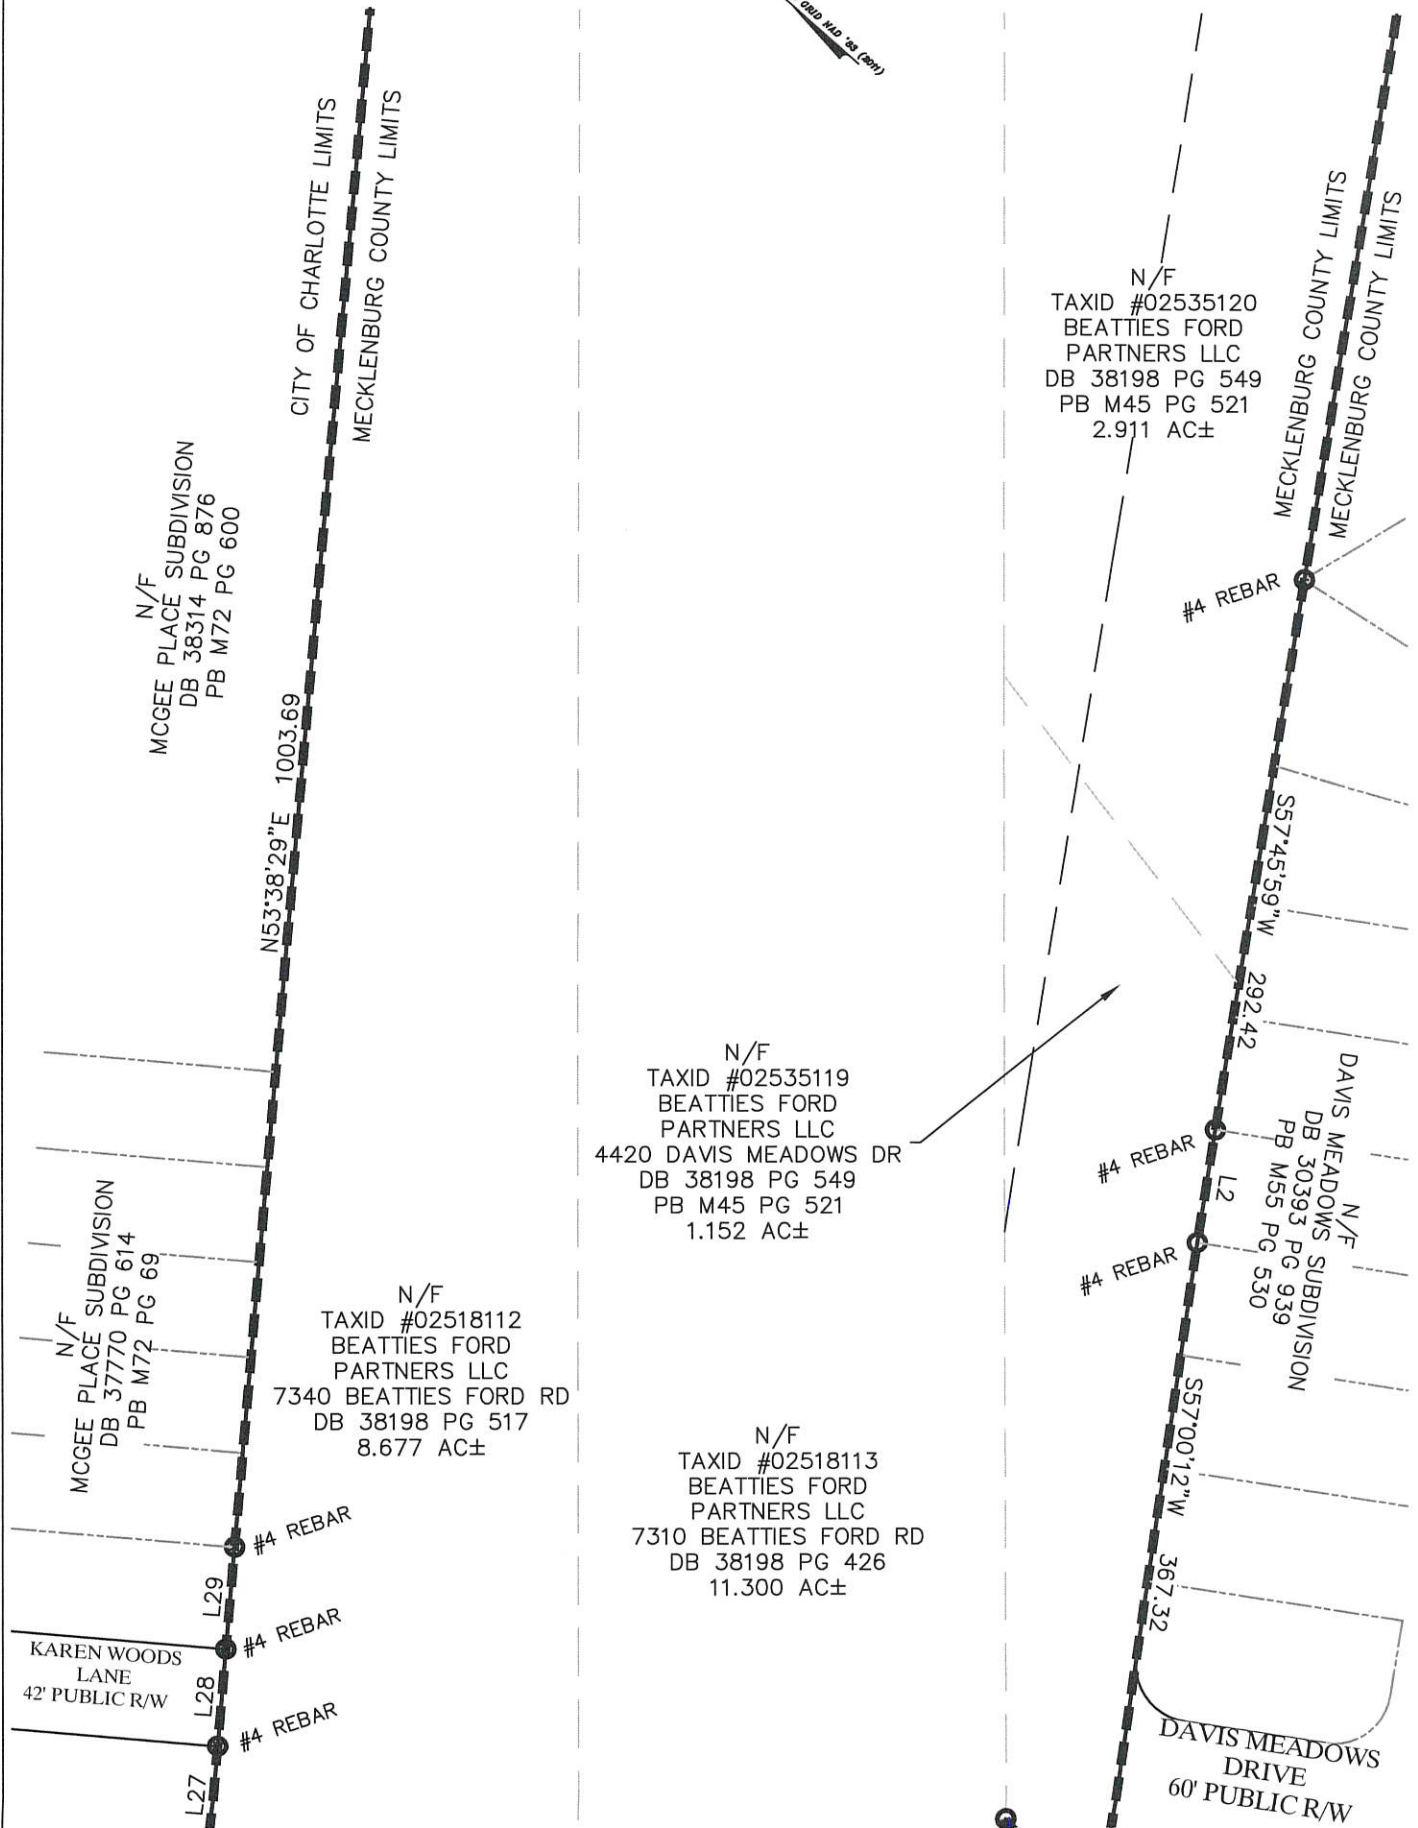 GRID NAD '83 (2011)
CITY OF CHARLOTTE LIMITS
MECKLENBURG COUNTY LIMITS
MECKLENBURG COUNTY LIMITS
MECKLENBURG COUNTY LIMITS
N/F
TAXID #02535120
BEATTIES FORD
PARTNERS LLC
DB 38198 PG 549
PB M45 PG 521
2.911 AC±
N/F
MCGEE PLACE SUBDIVISION
DB 38314 PG 876
PB M72 PG 600
#4 REBAR
N53°38'29"E 1003.69
S57°45'59"W 292.42
N/F
TAXID #02535119
BEATTIES FORD
PARTNERS LLC
4420 DAVIS MEADOWS DR
DB 38198 PG 549
PB M45 PG 521
1.152 AC±
#4 REBAR
L2
#4 REBAR
N/F
DAVIS MEADOWS SUBDIVISION
DB 30393 PG 939
PB M55 PG 530
N/F
MCGEE PLACE SUBDIVISION
DB 37770 PG 614
PB M72 PG 69
N/F
TAXID #02518112
BEATTIES FORD
PARTNERS LLC
7340 BEATTIES FORD RD
DB 38198 PG 517
8.677 AC±
N/F
TAXID #02518113
BEATTIES FORD
PARTNERS LLC
7310 BEATTIES FORD RD
DB 38198 PG 426
11.300 AC±
S57°00'12"W 367.32
#4 REBAR
L29
#4 REBAR
KAREN WOODS
LANE
42' PUBLIC R/W
L28
#4 REBAR
L27
DAVIS MEADOWS
DRIVE
60' PUBLIC R/W